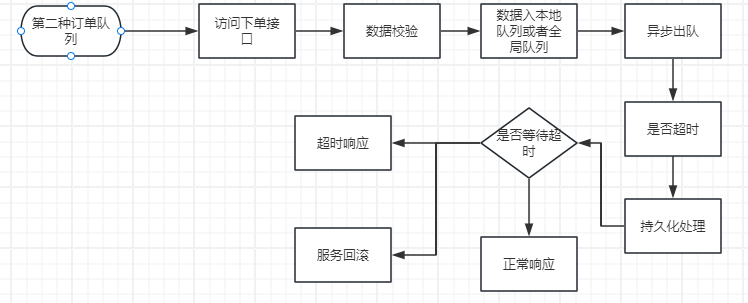 第二种订单队
列
访问下单接
口
数据校验
数据入本地
队列或者全
局队列
异步出队
是否超时
持久化处理
是否等待超
时
超时响应
服务回滚
正常响应